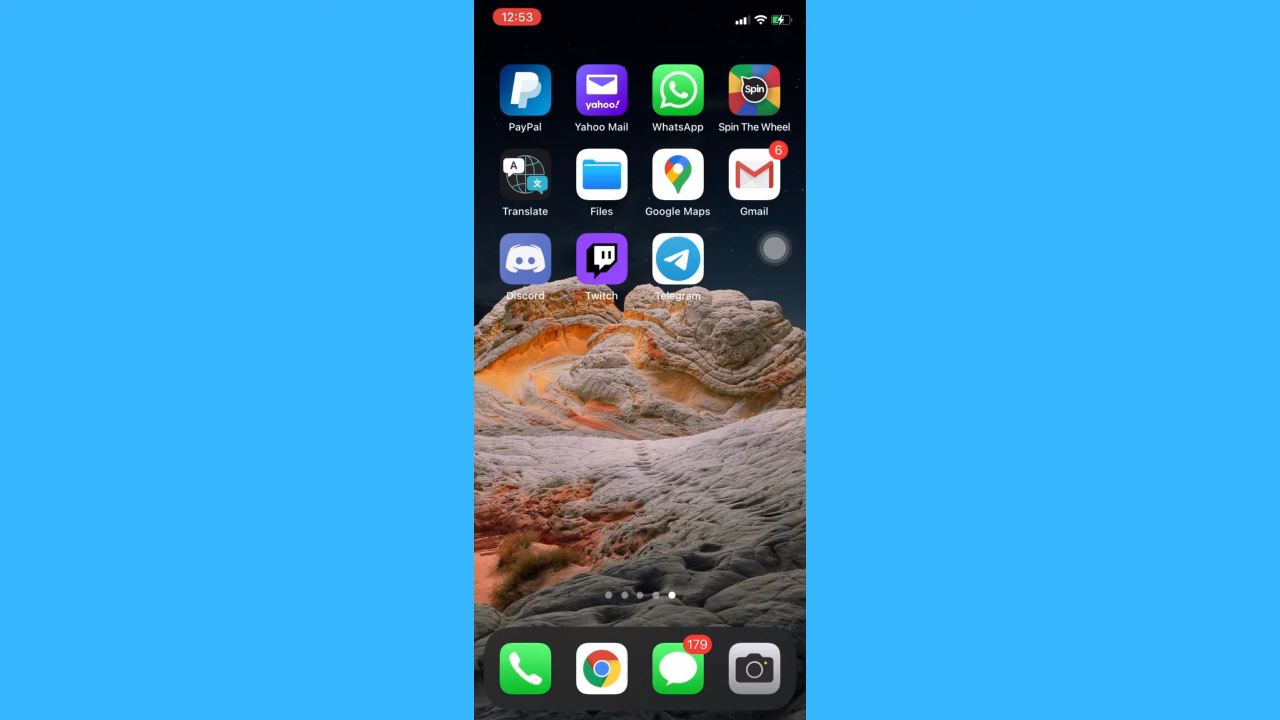 12:53
yahoo!
Spin
PayPal
Yahoo Mail
WhatsApp
Spin The Wheel
A
文
6
Translate
Files
Google Maps
Gmail
Discord
Twitch
Telegram
179